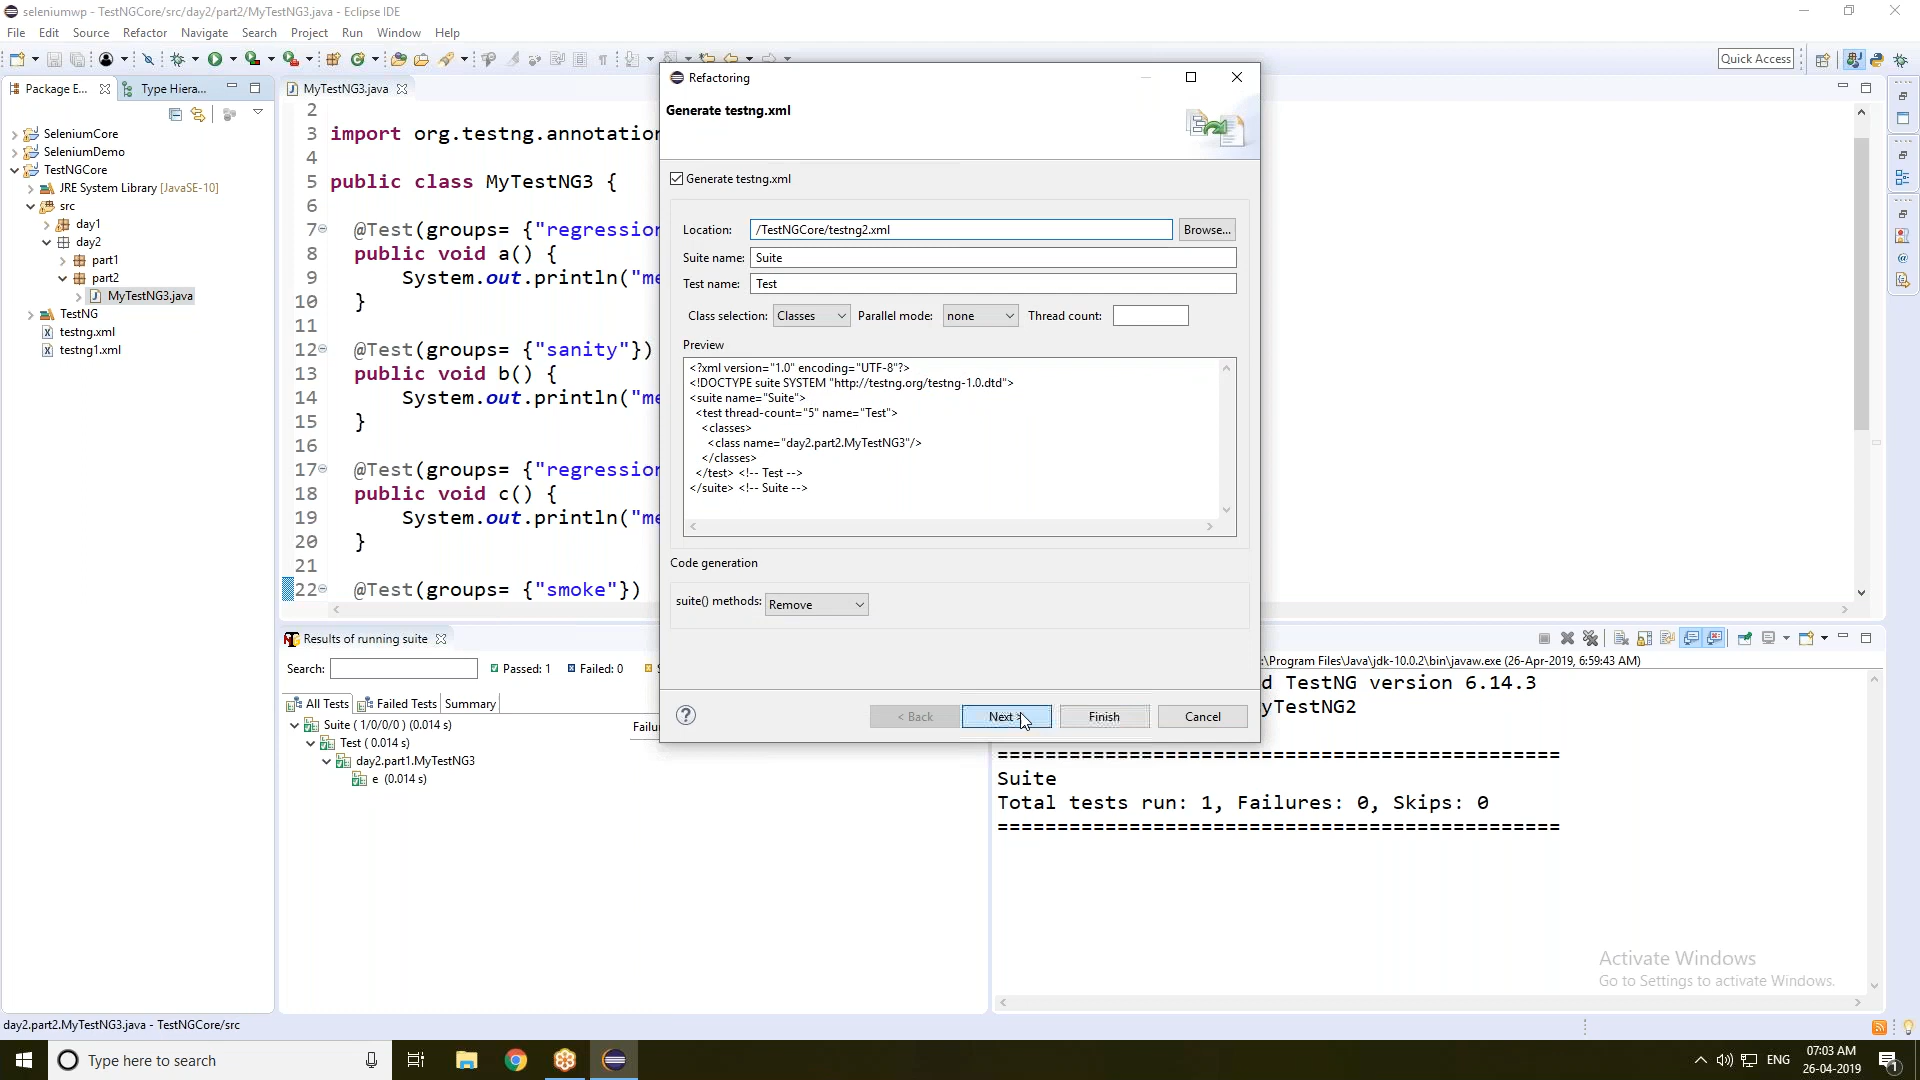 seleniumwp - TestNGCore/src/day2/part2/MyTestNG3.java - Eclipse IDE
File Edit Source Refactor Navigate Search Project Run Window Help
Quick Access
Package E... Type Hiera...
SeleniumCore
SeleniumDemo
TestNGCore
JRE System Library [JavaSE-10]
src
day1
day2
part1
part2
MyTestNG3.java
TestNG
testng.xml
testng1.xml
MyTestNG3.java
2
3 import org.testng.annotation
4
5 public class MyTestNG3 {
6
7 @Test(groups= {"regression
8 public void a() {
9 System.out.println("me
10 }
11
12 @Test(groups= {"sanity"})
13 public void b() {
14 System.out.println("me
15 }
16
17 @Test(groups= {"regression
18 public void c() {
19 System.out.println("me
20 }
21
22 @Test(groups= {"smoke"})
Refactoring
Generate testng.xml
Generate testng.xml
Location: /TestNGCore/testng2.xml Browse...
Suite name: Suite
Test name: Test
Class selection: Classes Parallel mode: none Thread count:
Preview
<?xml version="1.0" encoding="UTF-8"?>
<!DOCTYPE suite SYSTEM "http://testng.org/testng-1.0.dtd">
<suite name="Suite">
<test thread-count="5" name="Test">
<classes>
<class name="day2.part2.MyTestNG3"/>
</classes>
</test> <!-- Test -->
</suite> <!-- Suite -->
Code generation
suite() methods: Remove
< Back Next > Finish Cancel
Results of running suite
Search: Passed: 1 Failed: 0
All Tests Failed Tests Summary
Suite ( 1/0/0/0 ) (0.014 s)
Test ( 0.014 s)
day2.part1.MyTestNG3
e (0.014 s)
Failu
:\Program Files\Java\jdk-10.0.2\bin\javaw.exe (26-Apr-2019, 6:59:43 AM)
d TestNG version 6.14.3
yTestNG2
===============================================
Suite
Total tests run: 1, Failures: 0, Skips: 0
===============================================
Activate Windows
Go to Settings to activate Windows.
day2.part2.MyTestNG3.java - TestNGCore/src
Type here to search
ENG
07:03 AM
26-04-2019
1